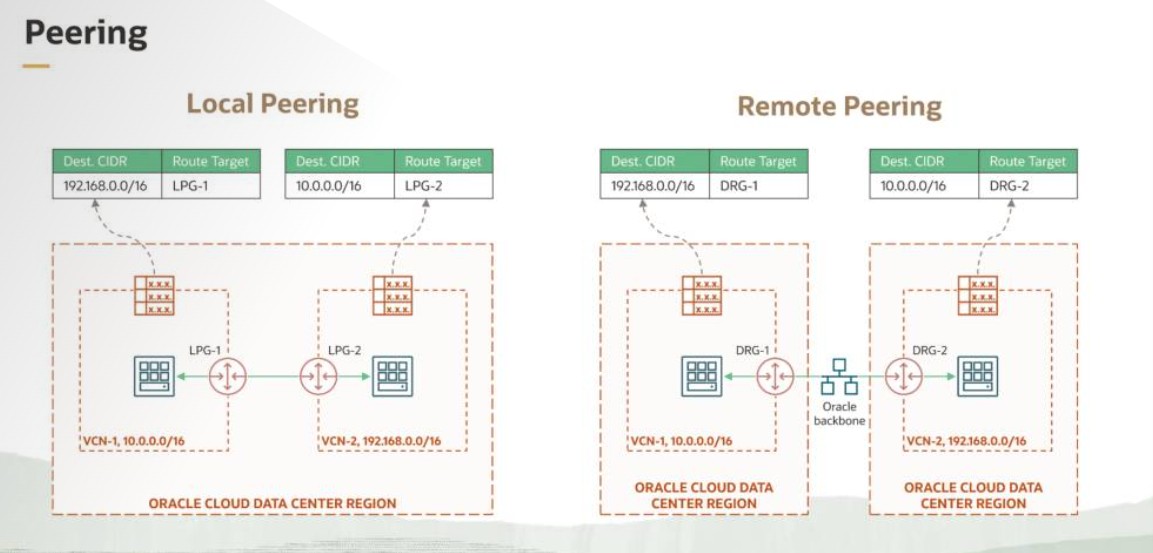 Peering
Local Peering
Dest. CIDR Route Target
192.168.0.0/16 LPG-1
Dest. CIDR Route Target
10.0.0.0/16 LPG-2
x.x.x.
x.x.x.
x.x.x.
x.x.x.
x.x.x.
x.x.x.
LPG-1
LPG-2
VCN-1, 10.0.0.0/16
VCN-2, 192.168.0.0/16
ORACLE CLOUD DATA CENTER REGION
Remote Peering
Dest. CIDR Route Target
192.168.0.0/16 DRG-1
Dest. CIDR Route Target
10.0.0.0/16 DRG-2
x.x.x.
x.x.x.
x.x.x.
x.x.x.
x.x.x.
x.x.x.
DRG-1
DRG-2
Oracle
backbone
VCN-1, 10.0.0.0/16
VCN-2, 192.168.0.0/16
ORACLE CLOUD DATA
CENTER REGION
ORACLE CLOUD DATA
CENTER REGION